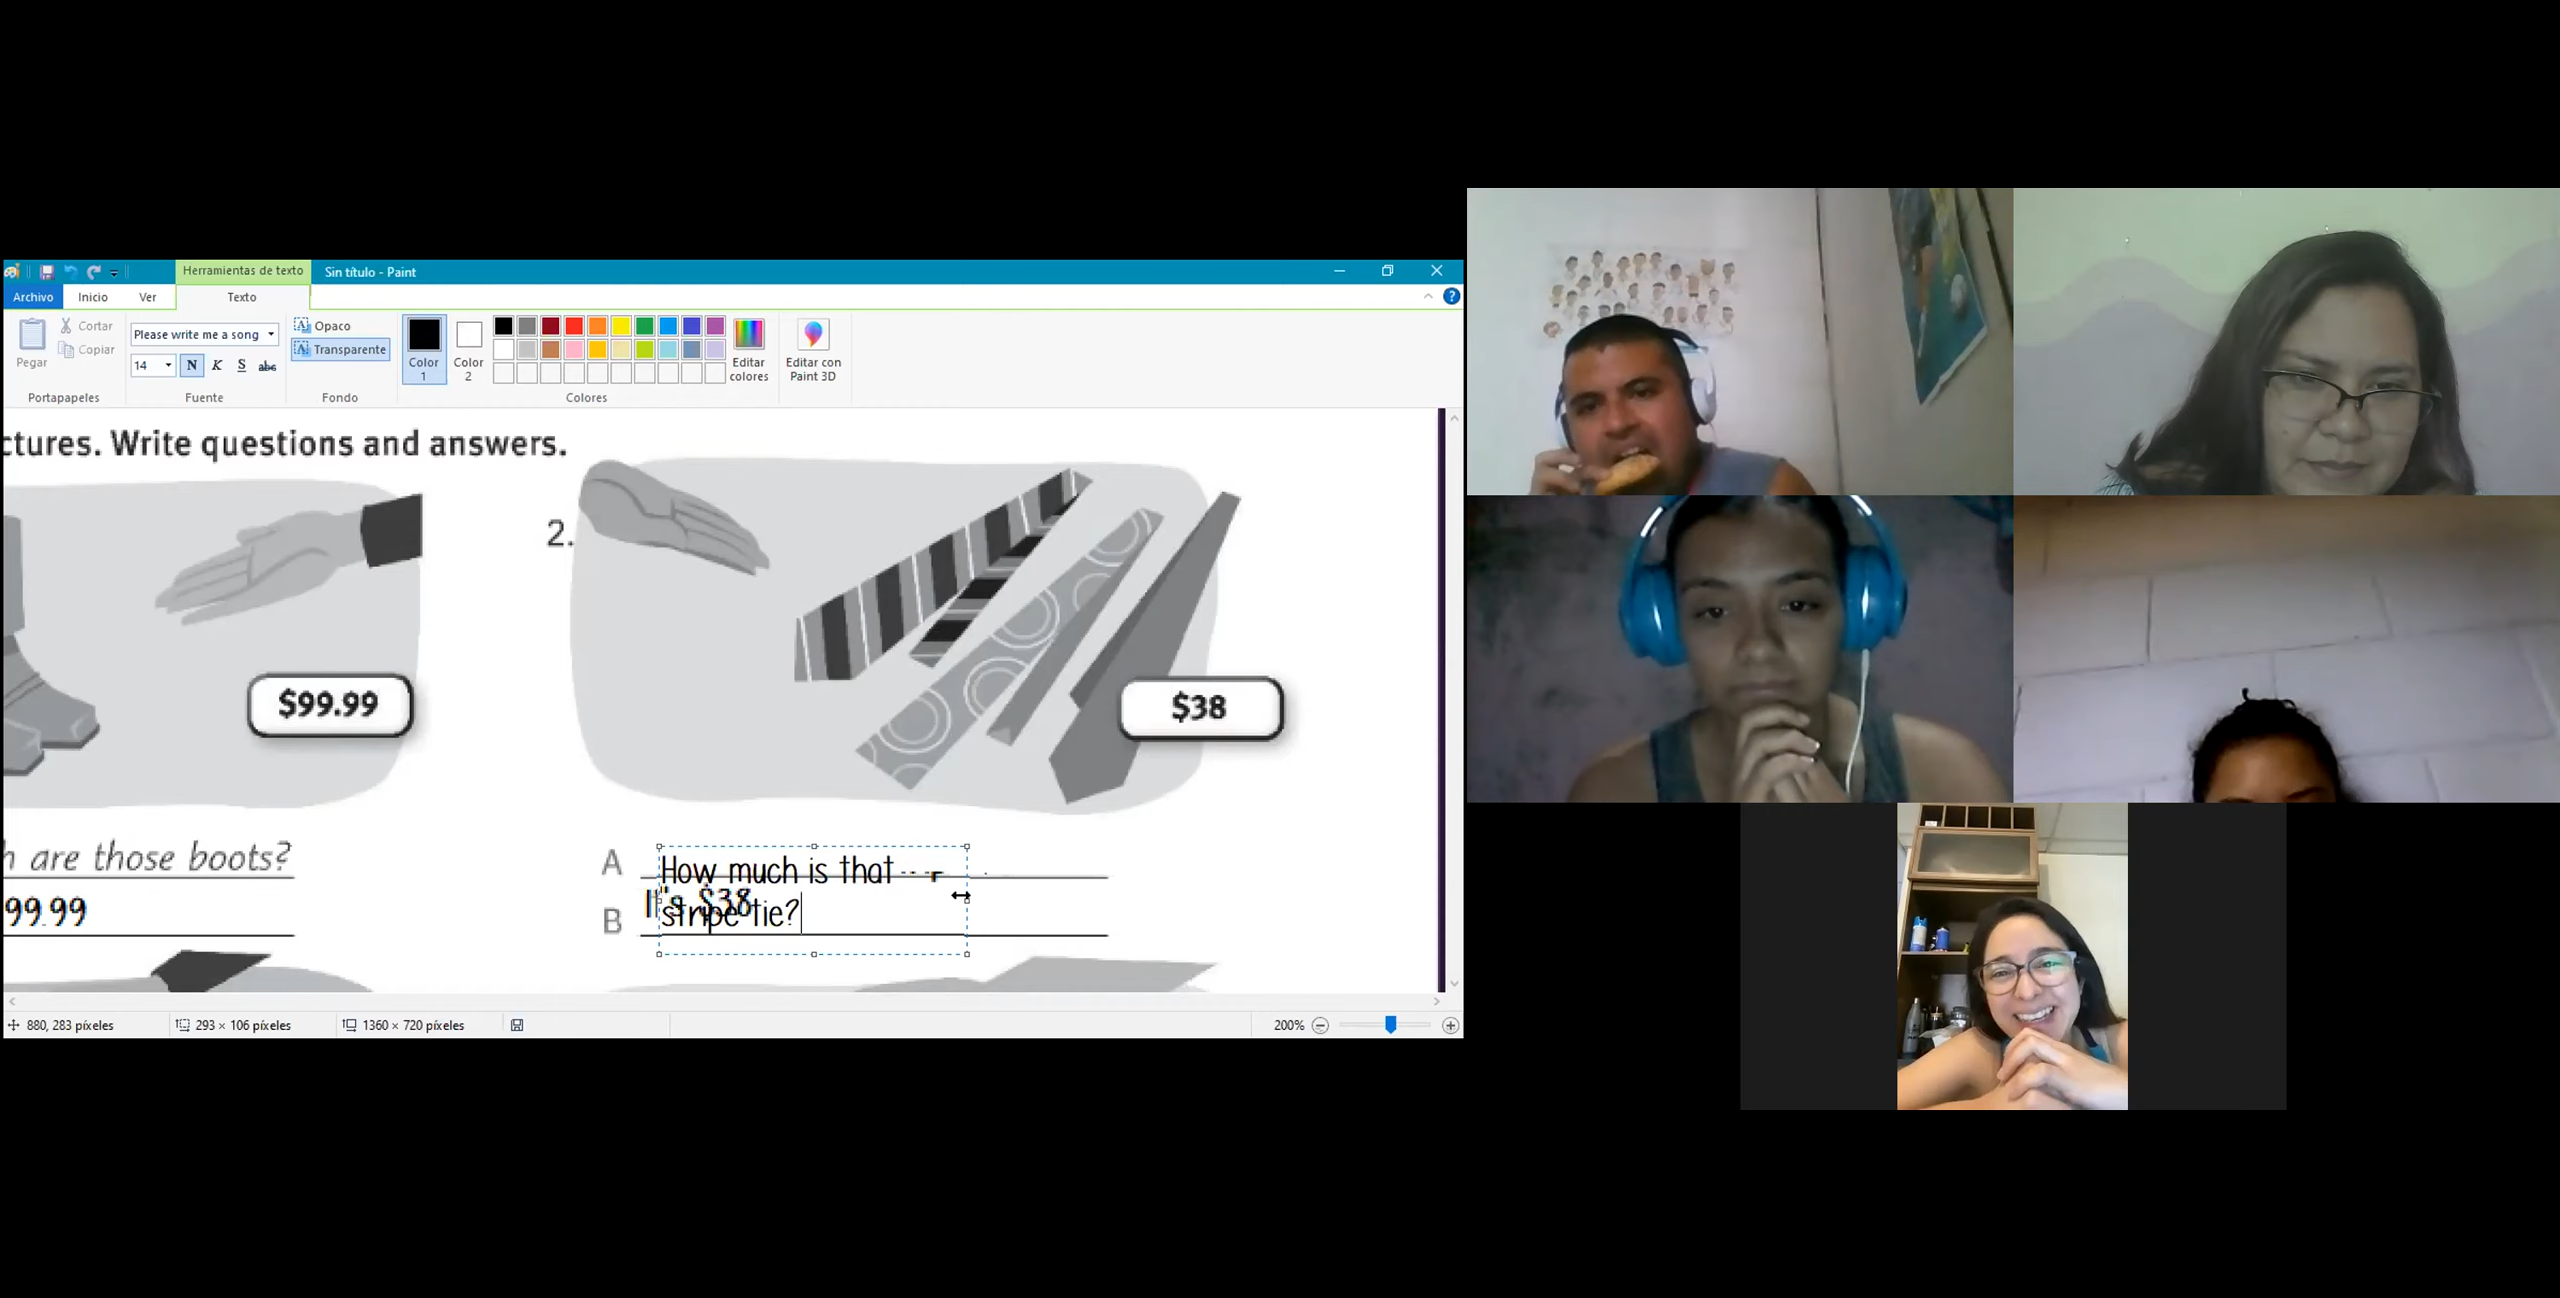 Herramientas de texto
Sin título - Paint
Archivo
Inicio
Ver
Texto
Pegar
Cortar
Copiar
Portapapeles
Please write me a song
14
N
K
S
abc
Fuente
Opaco
Transparente
Fondo
Color
1
Color
2
Editar
colores
Colores
Editar con
Paint 3D
ctures. Write questions and answers.
$99.99
2.
$38
h are those boots?
99.99
A
How much is that
stripe tie?
B
It's $38
880, 283 píxeles
293 × 106 píxeles
1360 × 720 píxeles
200%